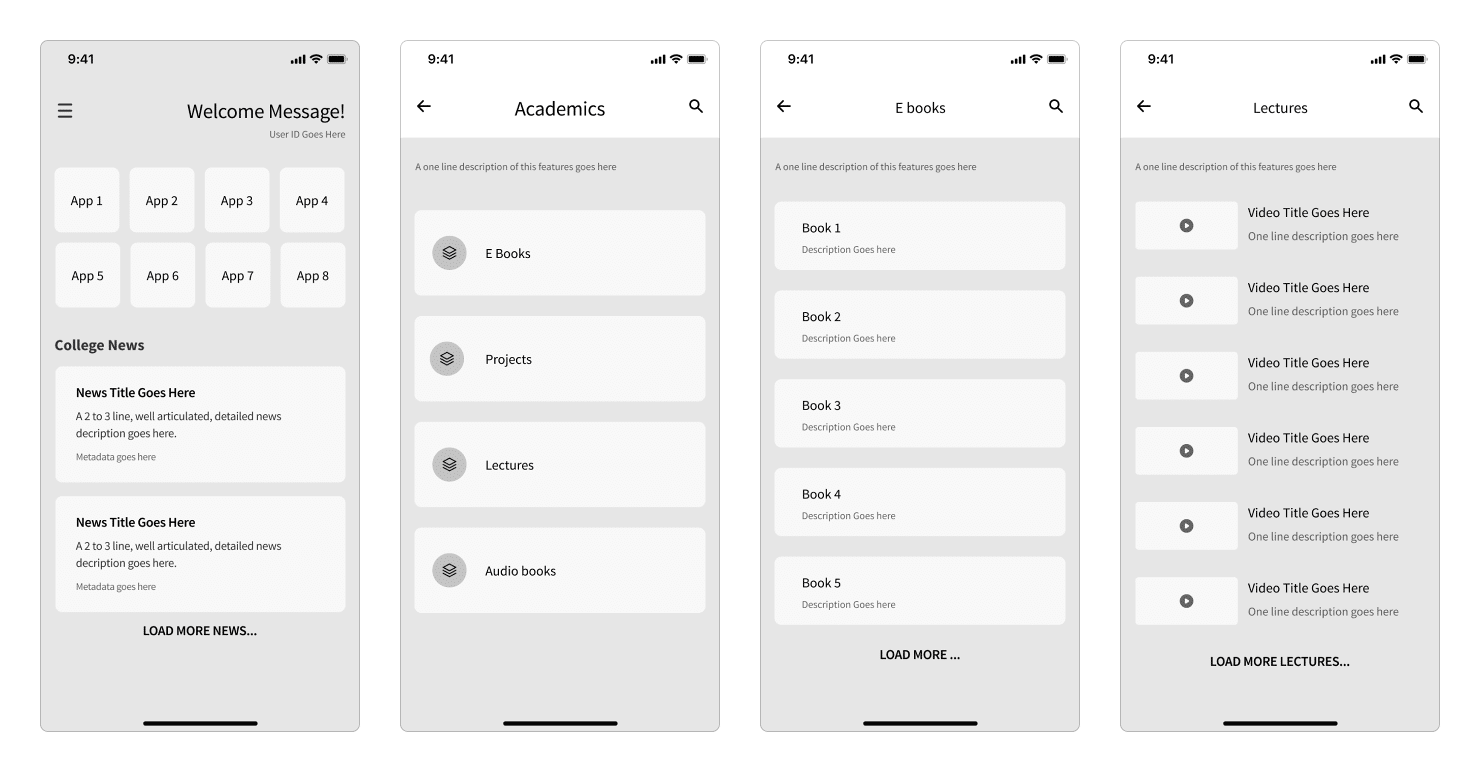 9:41
Welcome Message!
User ID Goes Here
App 1
App 2
App 3
App 4
App 5
App 6
App 7
App 8
College News
News Title Goes Here
A 2 to 3 line, well articulated, detailed news
decription goes here.
Metadata goes here
News Title Goes Here
A 2 to 3 line, well articulated, detailed news
decription goes here.
Metadata goes here
LOAD MORE NEWS...
9:41
Academics
A one line description of this features goes here
E Books
Projects
Lectures
Audio books
9:41
E books
A one line description of this features goes here
Book 1
Description Goes here
Book 2
Description Goes here
Book 3
Description Goes here
Book 4
Description Goes here
Book 5
Description Goes here
LOAD MORE ...
9:41
Lectures
A one line description of this features goes here
Video Title Goes Here
One line description goes here
Video Title Goes Here
One line description goes here
Video Title Goes Here
One line description goes here
Video Title Goes Here
One line description goes here
Video Title Goes Here
One line description goes here
Video Title Goes Here
One line description goes here
LOAD MORE LECTURES...